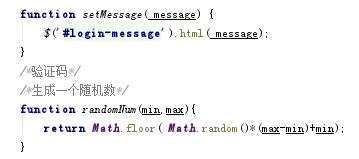 function setMessage(_message) {
$('#login-message').html(_message);
}
/*验证码*/
/*生成一个随机数*/
function randomNum(min,max){
return Math.floor( Math.random()*(max-min)+min);
}